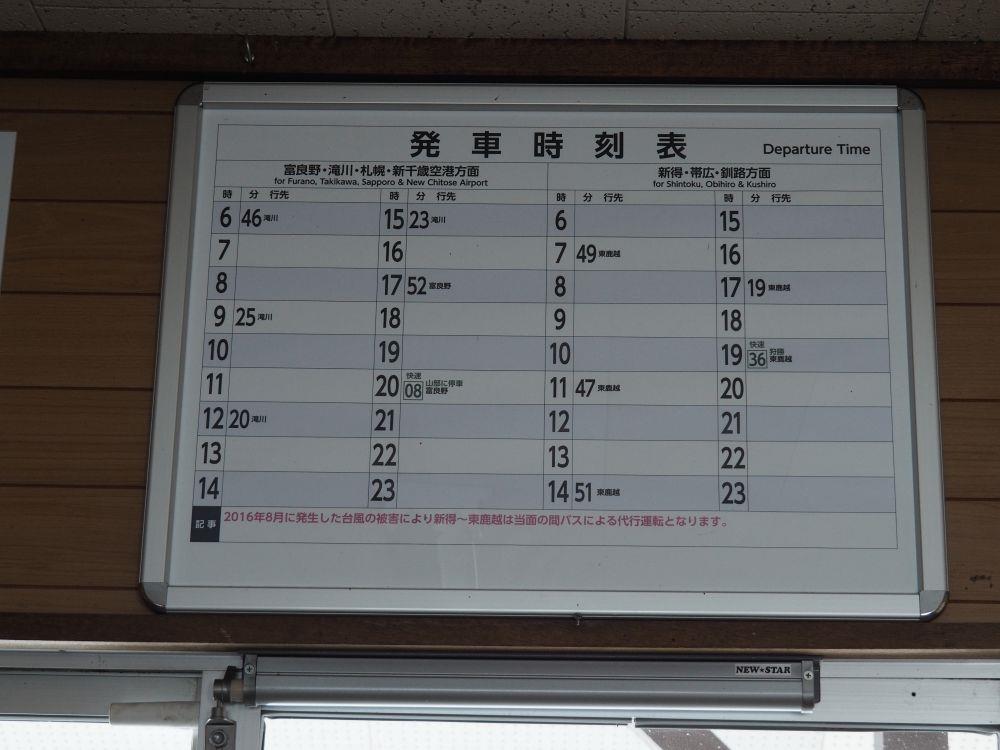 発車時刻表 Departure Time
富良野・滝川・札幌・新千歳空港方面 新得・帯広・釧路方面
for Furano, Takikawa, Sapporo & New Chitose Airport for Shintoku, Obihiro & Kushiro
時 分 行先 時 分 行先 時 分 行先 時 分 行先
6 46 滝川 15 23 滝川 6 15
7 16 7 49 東鹿越 16
8 17 52 富良野 8 17 19 東鹿越
9 25 滝川 18 9 18
10 19 10 19 快速 36 狩勝 東鹿越
11 20 快速 08 山部に停車 富良野 11 47 東鹿越 20
12 20 滝川 21 12 21
13 22 13 22
14 23 14 51 東鹿越 23
記事 2016年8月に発生した台風の被害により新得～東鹿越は当面の間バスによる代行運転となります。
NEW★STAR